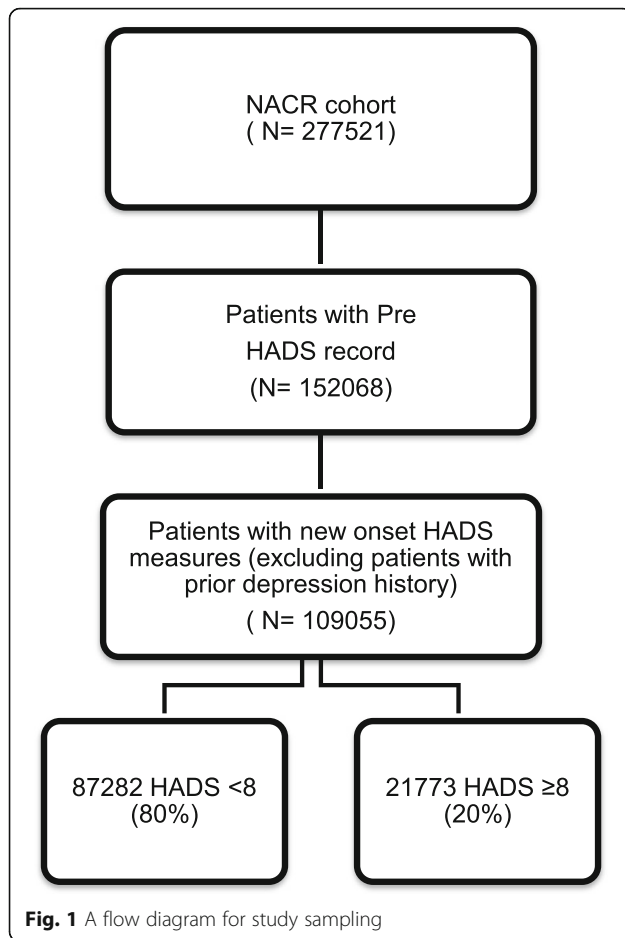 NACR cohort
( N= 277521)
Patients with Pre
HADS record
(N= 152068)
Patients with new onset HADS
measures (excluding patients with
prior depression history)
( N= 109055)
87282 HADS <8
(80%)
21773 HADS ≥8
(20%)
Fig. 1 A flow diagram for study sampling